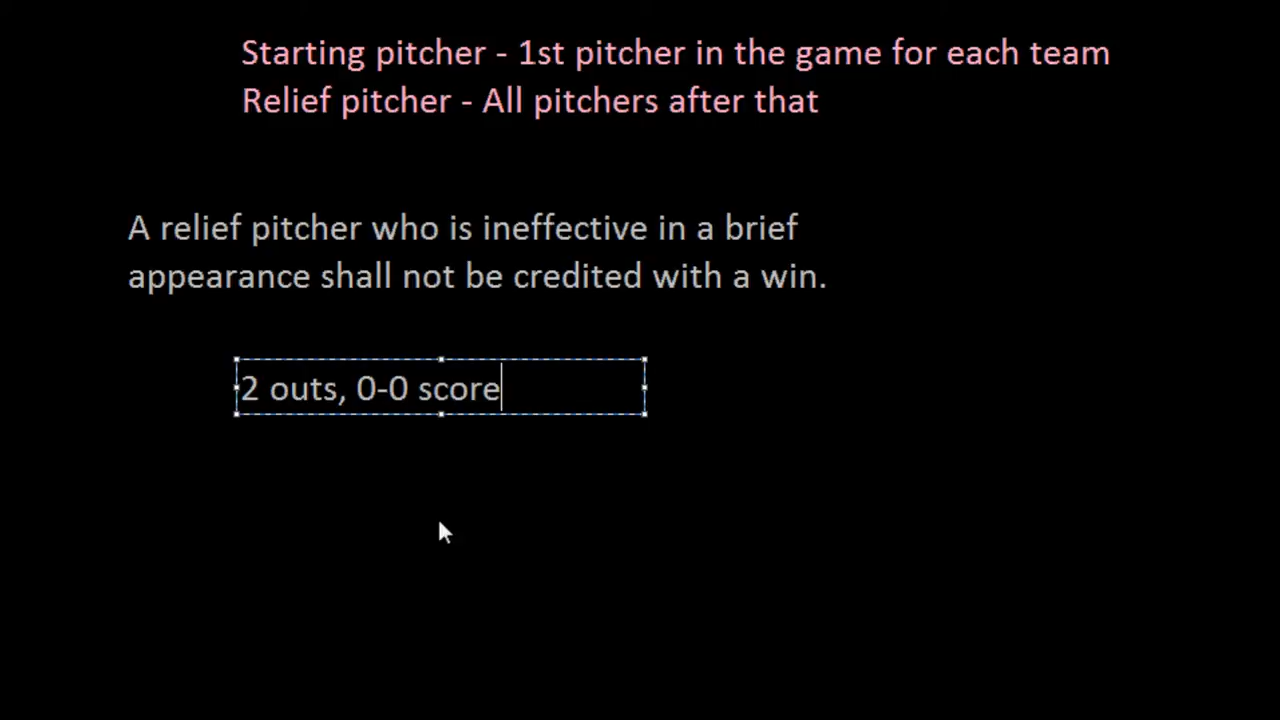 Starting pitcher - 1st pitcher in the game for each team
Relief pitcher - All pitchers after that
A relief pitcher who is ineffective in a brief
appearance shall not be credited with a win.
2 outs, 0-0 score